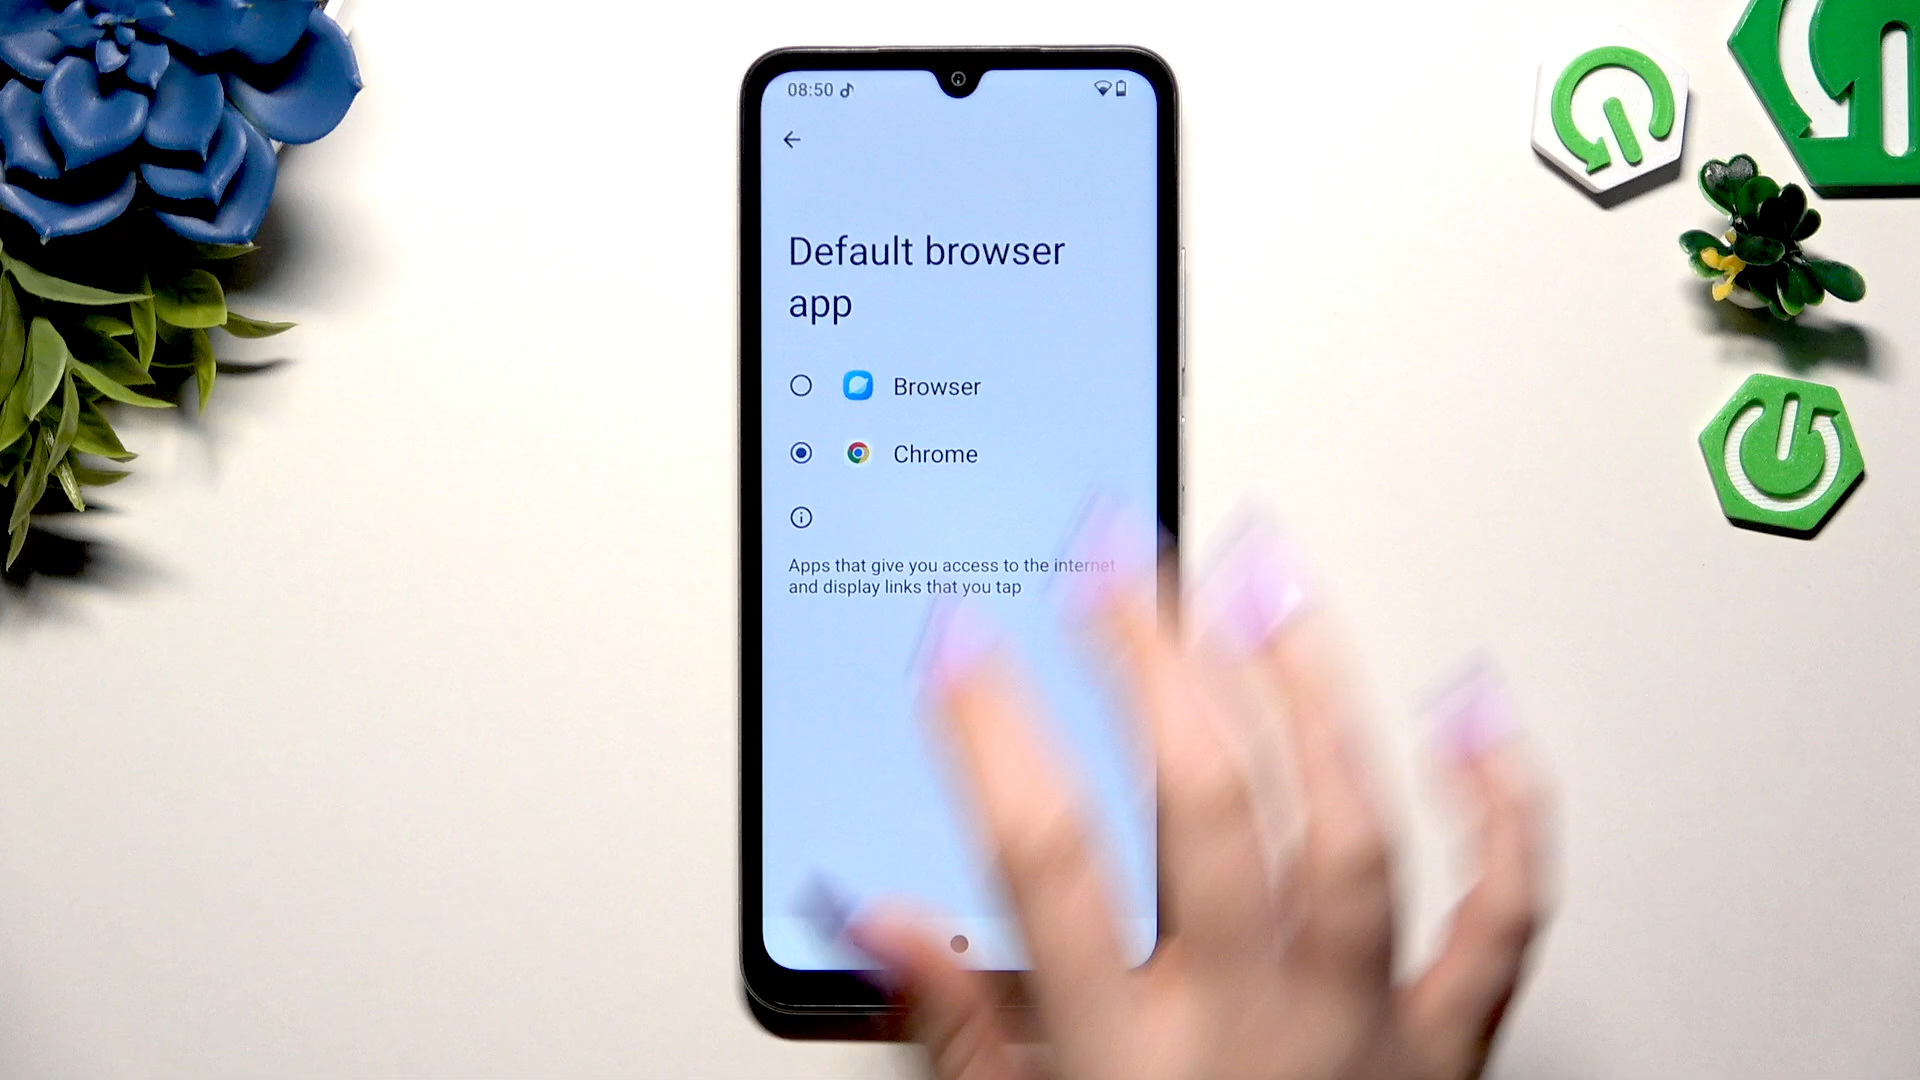 08:50
Default browser
app
Browser
Chrome
Apps that give you access to the internet
and display links that you tap